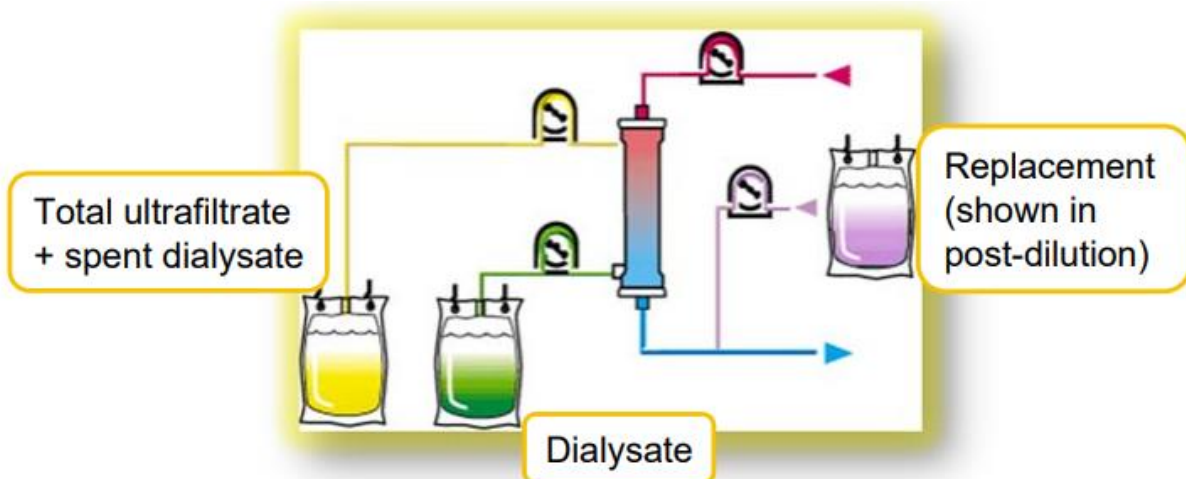 Total ultrafiltrate
+ spent dialysate
Replacement
(shown in
post-dilution)
Dialysate